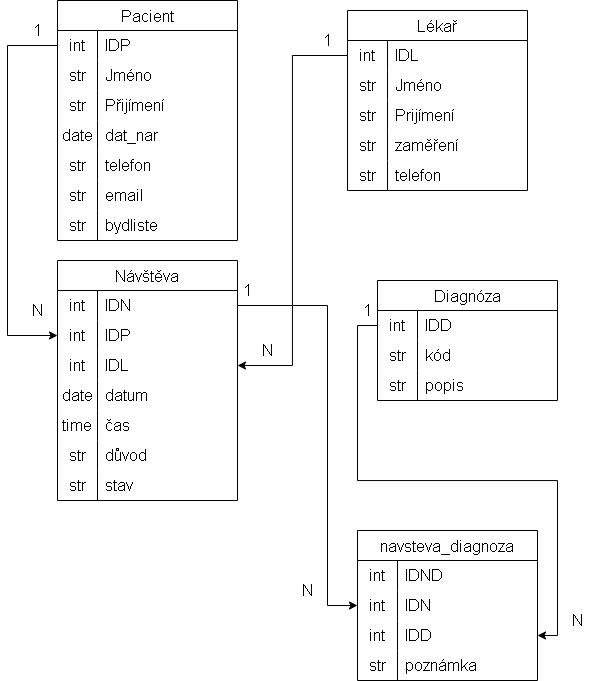 Pacient
1
int IDP
str Jméno
str Přijímení
date dat_nar
str telefon
str email
str bydliste
Lékař
1
int IDL
str Jméno
str Prijímení
str zaměření
str telefon
Návštěva
1
int IDN
N
int IDP
int IDL
N
date datum
time čas
str důvod
str stav
Diagnóza
1
int IDD
str kód
str popis
navsteva_diagnoza
int IDND
N
int IDN
int IDD
N
str poznámka